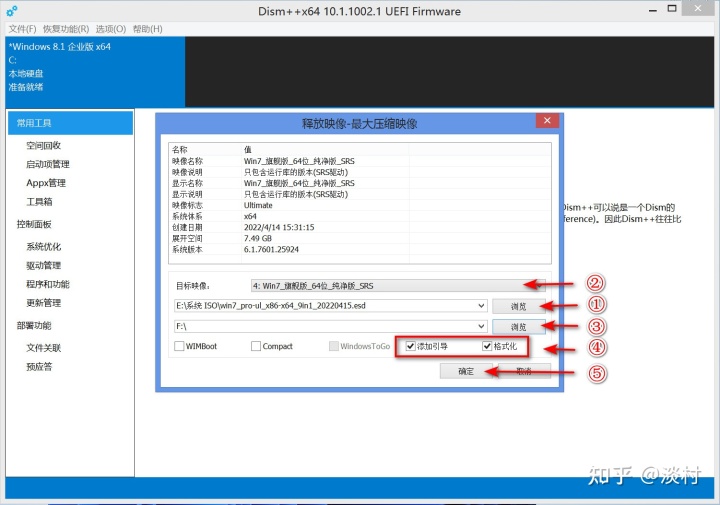 Dism++x64 10.1.1002.1 UEFI Firmware
文件(F) 恢复功能(R) 选项(O) 帮助(H)
*Windows 8.1 企业版 x64
C:
本地硬盘
准备就绪
常用工具
空间回收
启动项管理
Appx管理
工具箱
控制面板
系统优化
驱动管理
程序和功能
更新管理
部署功能
文件关联
预应答
释放映像-最大压缩映像
名称 值
映像名称 Win7_旗舰版_64位_纯净版_SRS
映像说明 只包含运行库的版本(SRS驱动)
显示名称 Win7_旗舰版_64位_纯净版_SRS
显示说明 只包含运行库的版本(SRS驱动)
映像标志 Ultimate
系统体系 x64
创建日期 2022/4/14 15:31:15
展开空间 7.49 GB
系统版本 6.1.7601.25924
Dism++可以说是一个Dism的
ference)。因此Dism++往往比
目标映像: 4: Win7_旗舰版_64位_纯净版_SRS ②
E:\系统 ISO\win7_pro-ul_x86-x64_9in1_20220415.esd 浏览 ①
F:\ 浏览 ③
WIMBoot Compact WindowsToGo 添加引导 格式化 ④
确定 取消 ⑤
知乎 @淡村